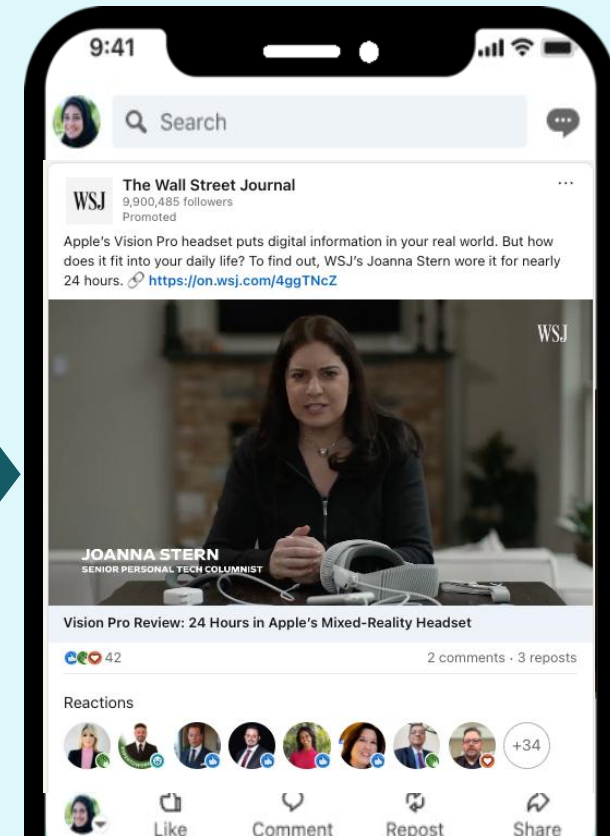 9:41
Search
WSJ
The Wall Street Journal
9,900,485 followers
Promoted
...
Apple's Vision Pro headset puts digital information in your real world. But how
does it fit into your daily life? To find out, WSJ's Joanna Stern wore it for nearly
24 hours. 🔗 https://on.wsj.com/4ggTNcZ
WSJ
JOANNA STERN
SENIOR PERSONAL TECH COLUMNIST
Vision Pro Review: 24 Hours in Apple's Mixed-Reality Headset
42
2 comments · 3 reposts
Reactions
+34
Like
Comment
Repost
Share